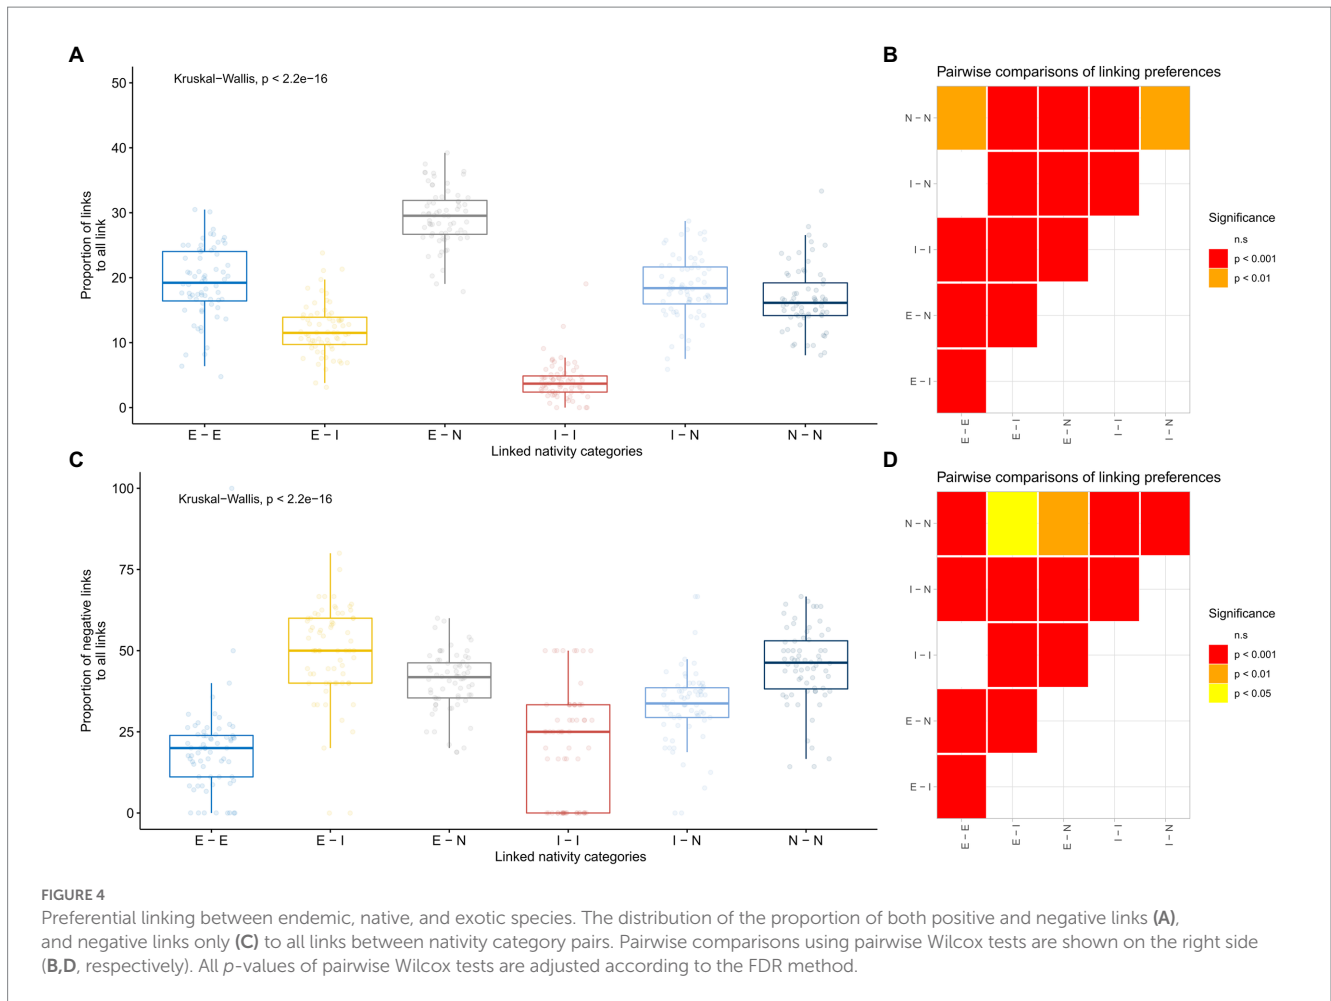 A
Kruskal−Wallis, p < 2.2e−16
Proportion of links
to all link
50
40
30
20
10
0
E − E
E − I
E − N
I − I
I − N
N − N
Linked nativity categories
B
Pairwise comparisons of linking preferences
N − N
I − N
I − I
E − N
E − I
E − E
E − I
E − N
I − I
I − N
Significance
n.s
p < 0.001
p < 0.01
C
Kruskal−Wallis, p < 2.2e−16
Proportion of negative links
to all links
100
75
50
25
0
E − E
E − I
E − N
I − I
I − N
N − N
Linked nativity categories
D
Pairwise comparisons of linking preferences
N − N
I − N
I − I
E − N
E − I
E − E
E − I
E − N
I − I
I − N
Significance
n.s
p < 0.001
p < 0.01
p < 0.05
FIGURE 4
Preferential linking between endemic, native, and exotic species. The distribution of the proportion of both positive and negative links (A),
and negative links only (C) to all links between nativity category pairs. Pairwise comparisons using pairwise Wilcox tests are shown on the right side
(B,D, respectively). All p-values of pairwise Wilcox tests are adjusted according to the FDR method.